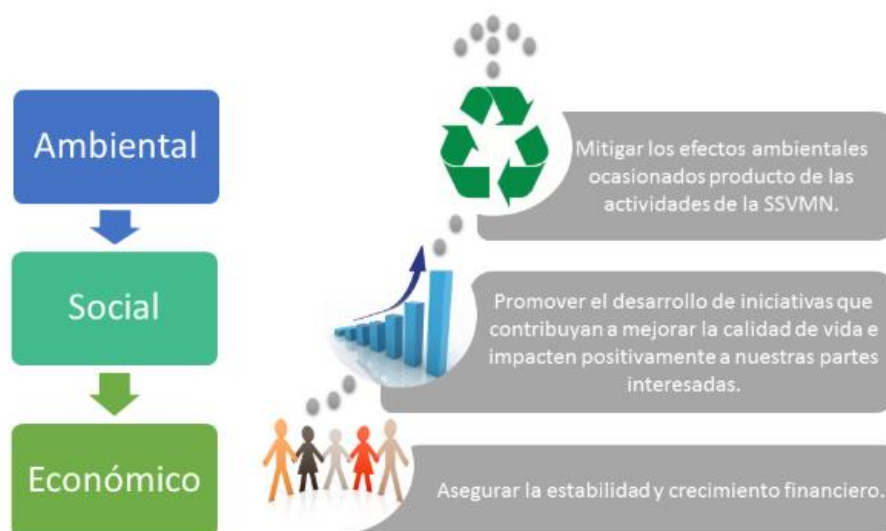 Ambiental
Mitigar los efectos ambientales
ocasionados producto de las
actividades de la SSVMN.
Social
Promover el desarrollo de iniciativas que
contribuyan a mejorar la calidad de vida e
impacten positivamente a nuestras partes
interesadas.
Económico
Asegurar la estabilidad y crecimiento financiero.